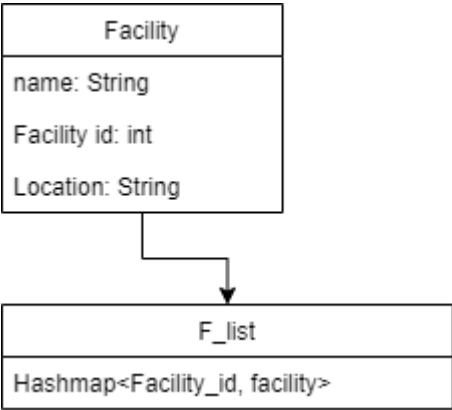 Facility
name: String
Facility id: int
Location: String
F_list
Hashmap<Facility_id, facility>